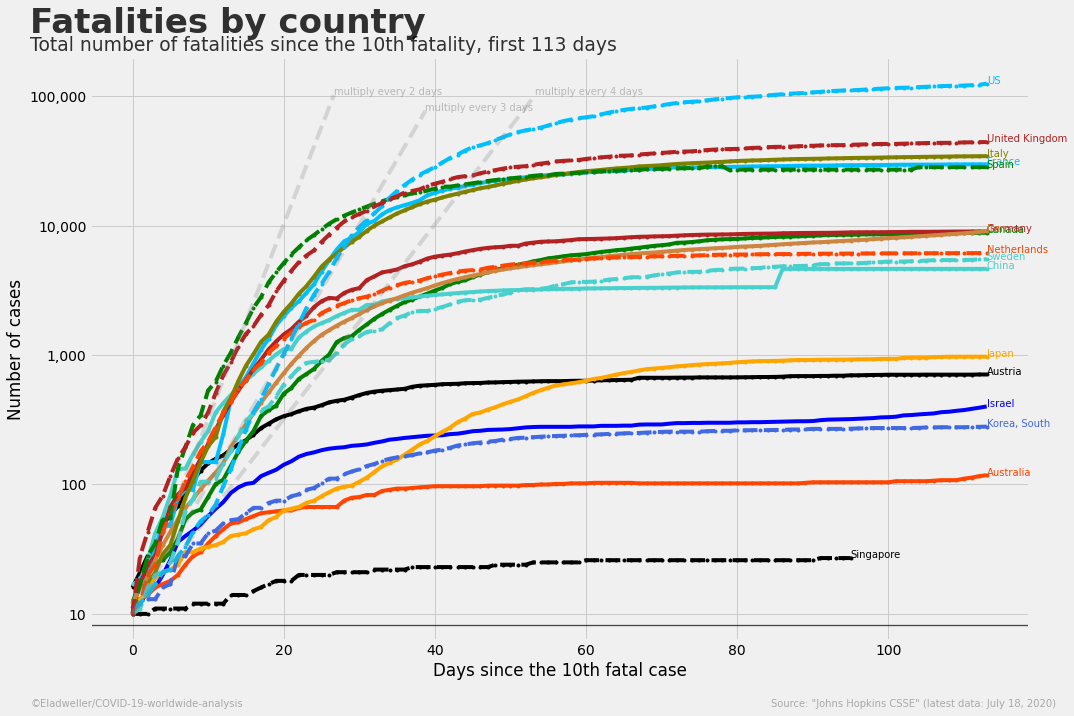 Fatalities by country
Total number of fatalities since the 10th fatality, first 113 days
multiply every 2 days
multiply every 3 days
multiply every 4 days
US
United Kingdom
Italy
France
Spain
Germany
Canada
Netherlands
Sweden
China
Japan
Austria
Israel
Korea, South
Australia
Singapore
Number of cases
100,000
10,000
1,000
100
10
0 20 40 60 80 100
Days since the 10th fatal case
©Eladweller/COVID-19-worldwide-analysis
Source: "Johns Hopkins CSSE" (latest data: July 18, 2020)